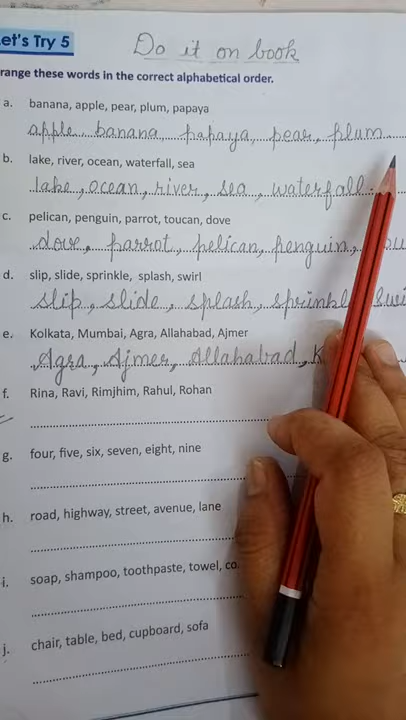 Let's Try 5
Do it on book
range these words in the correct alphabetical order.
a. banana, apple, pear, plum, papaya
apple banana, papaya, pear, plum
b. lake, river, ocean, waterfall, sea
lake, ocean, river, sea, waterfall.
c. pelican, penguin, parrot, toucan, dove
dove, parrot, pelican, penguin,
d. slip, slide, sprinkle, splash, swirl
slip, slide, splash, sprinkl
e. Kolkata, Mumbai, Agra, Allahabad, Ajmer
Agra, Ajmer, Allahabad, K
f. Rina, Ravi, Rimjhim, Rahul, Rohan
g. four, five, six, seven, eight, nine
h. road, highway, street, avenue, lane
i. soap, shampoo, toothpaste, towel, co
j. chair, table, bed, cupboard, sofa